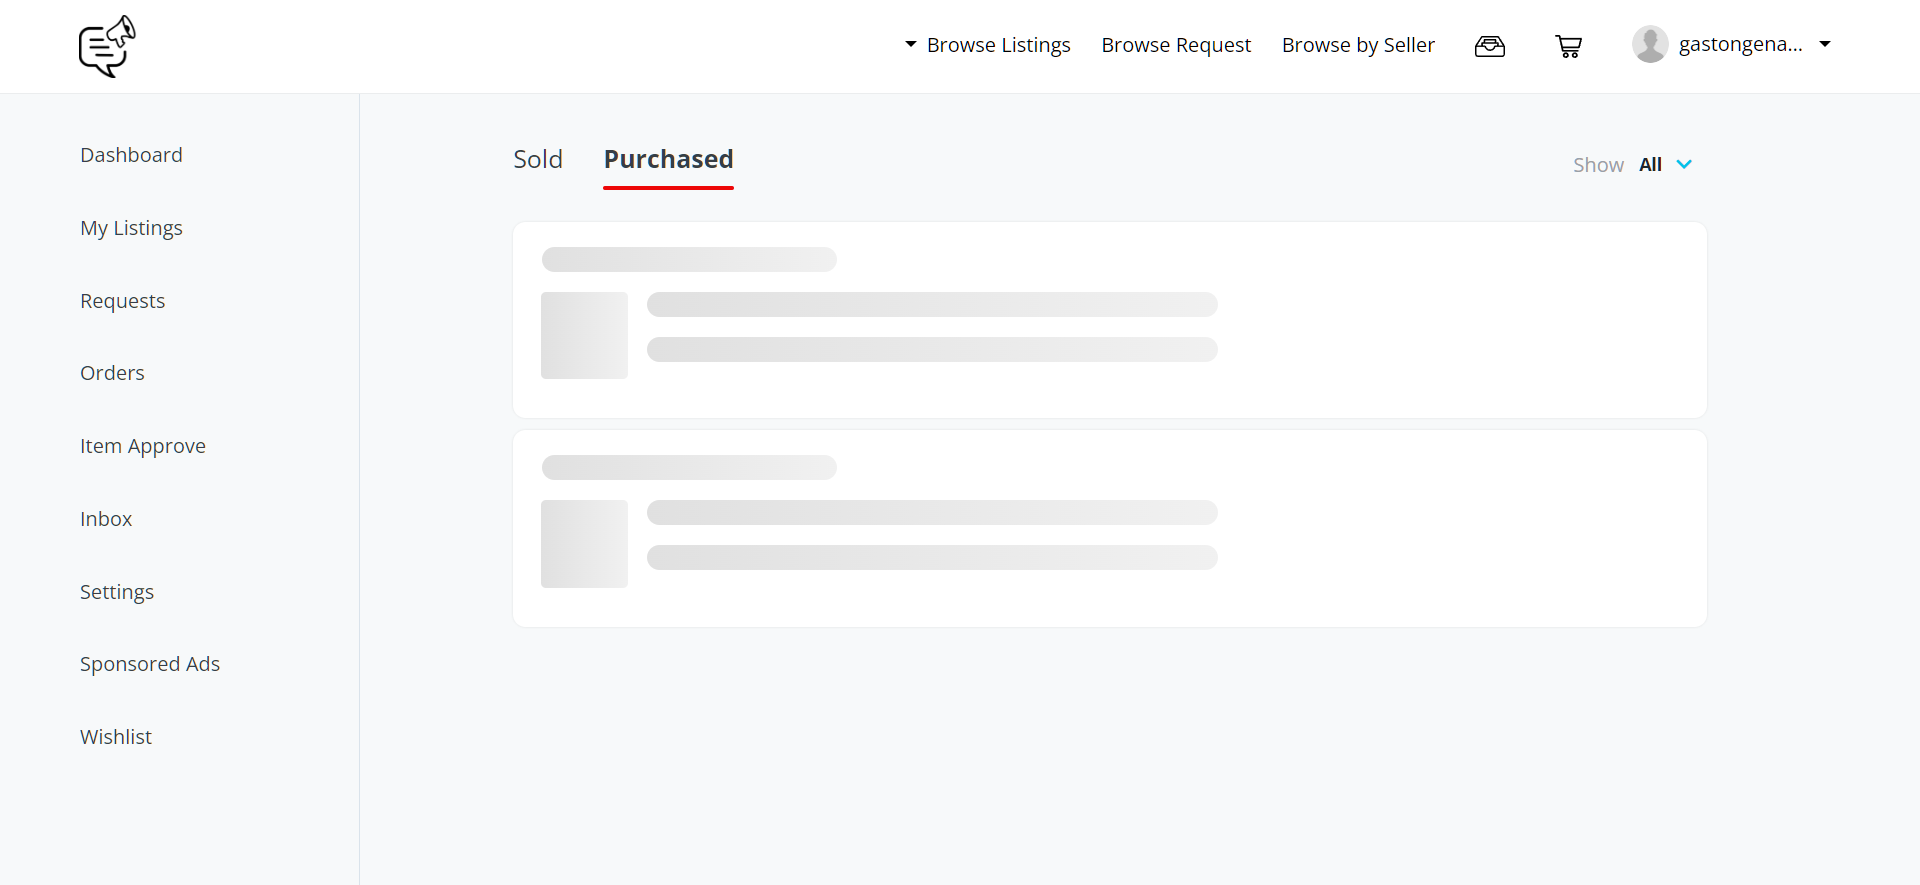 Browse Listings
Browse Request
Browse by Seller
gastongena...
Dashboard
My Listings
Requests
Orders
Item Approve
Inbox
Settings
Sponsored Ads
Wishlist
Sold
Purchased
Show All